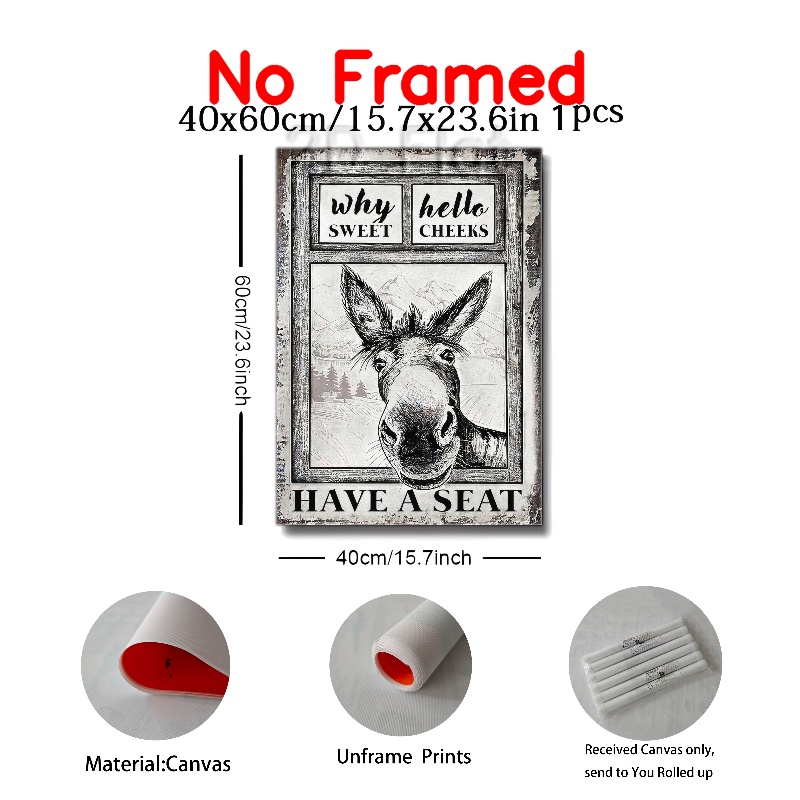 No Framed
40x60cm/15.7x23.6in 1pcs
why hello
SWEET CHEEKS
60cm/23.6inch
HAVE A SEAT
40cm/15.7inch
Material:Canvas
Unframe Prints
Received Canvas only,
send to You Rolled up